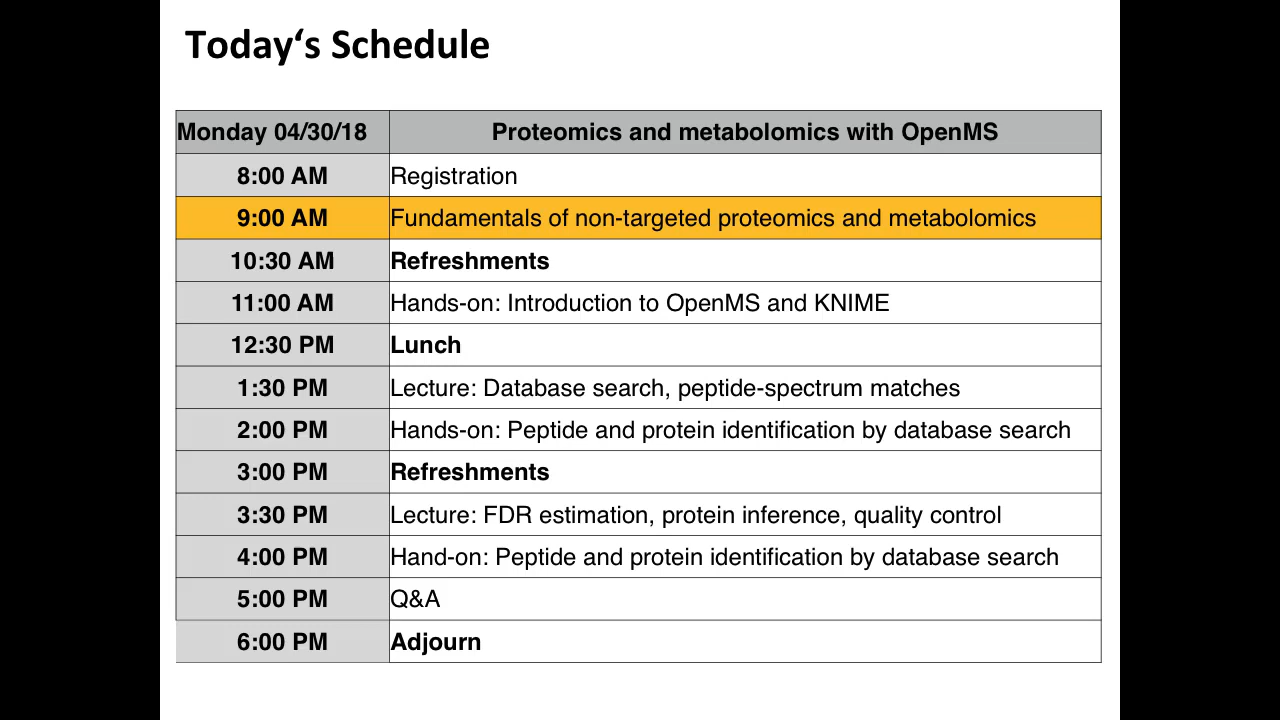 Today‘s Schedule
Monday 04/30/18 Proteomics and metabolomics with OpenMS
8:00 AM Registration
9:00 AM Fundamentals of non-targeted proteomics and metabolomics
10:30 AM Refreshments
11:00 AM Hands-on: Introduction to OpenMS and KNIME
12:30 PM Lunch
1:30 PM Lecture: Database search, peptide-spectrum matches
2:00 PM Hands-on: Peptide and protein identification by database search
3:00 PM Refreshments
3:30 PM Lecture: FDR estimation, protein inference, quality control
4:00 PM Hand-on: Peptide and protein identification by database search
5:00 PM Q&A
6:00 PM Adjourn